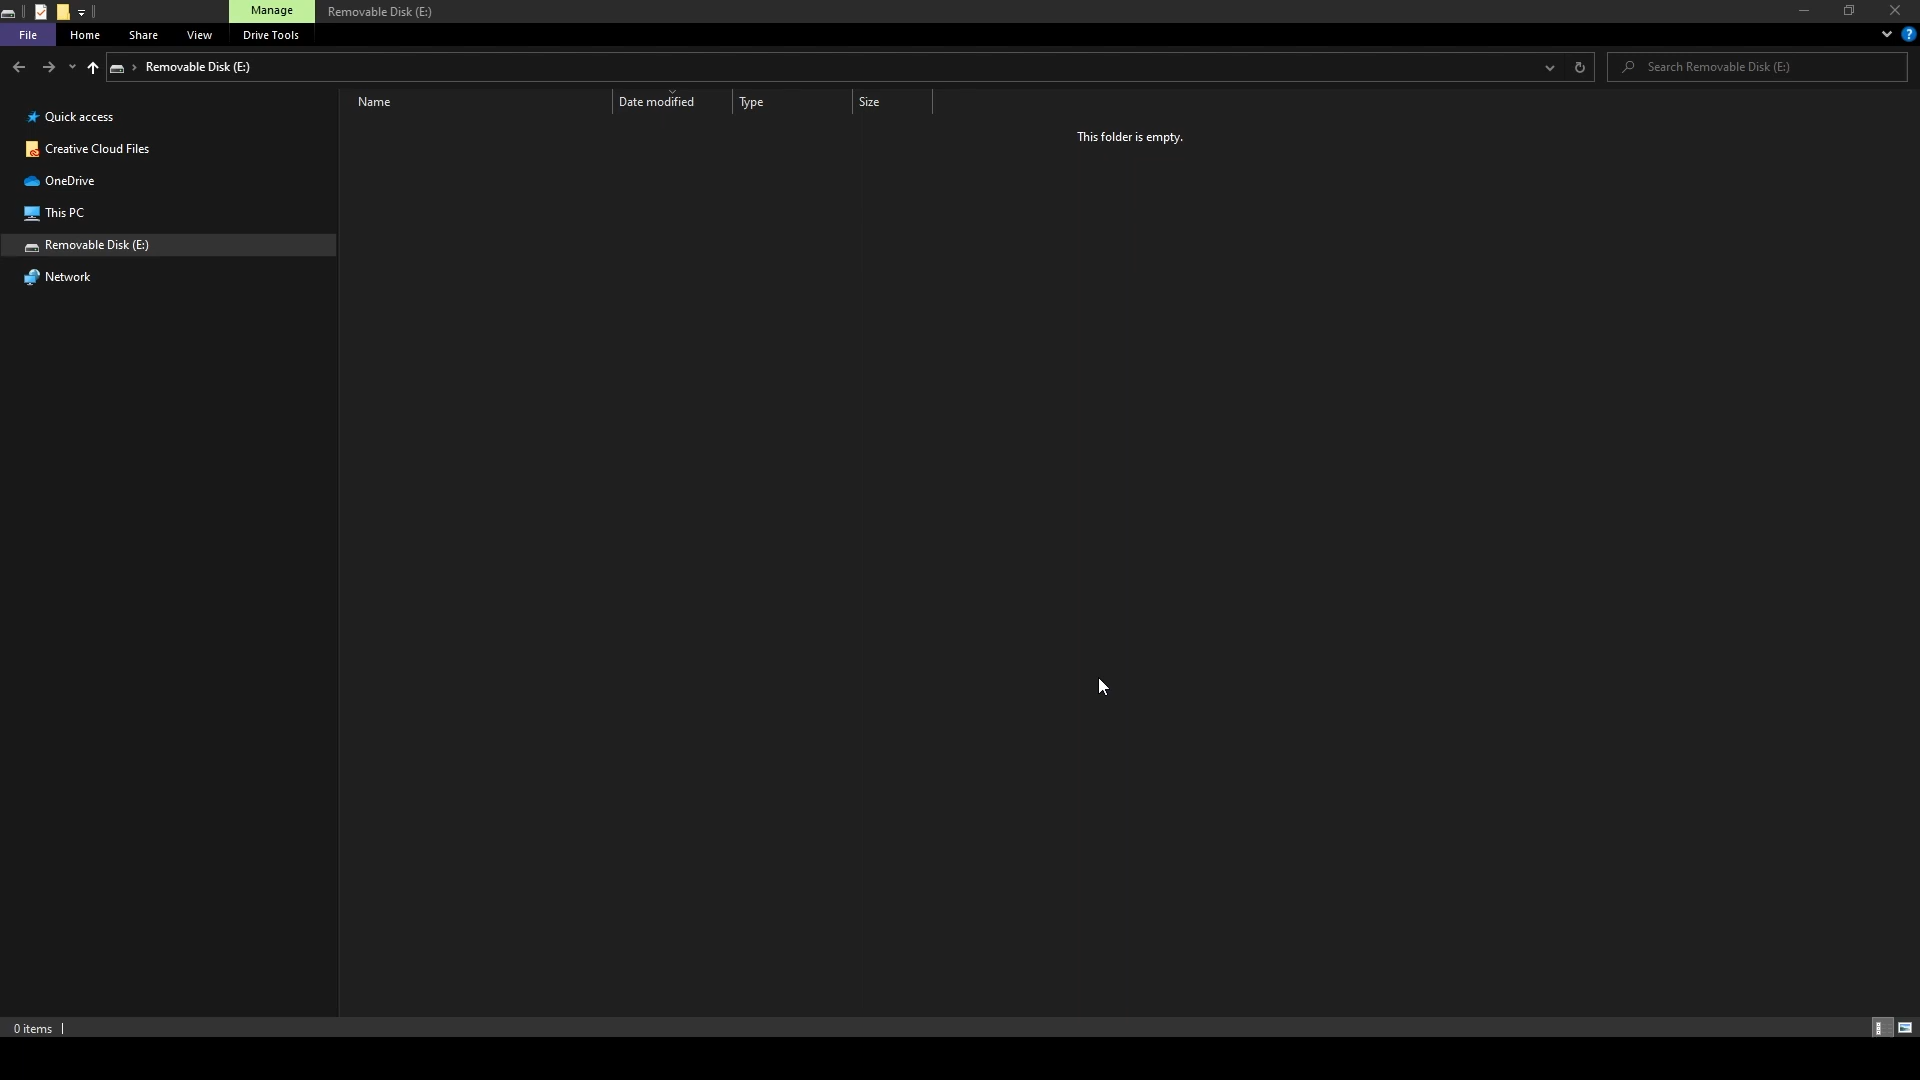 Manage
Removable Disk (E:)
File
Home
Share
View
Drive Tools
?
Removable Disk (E:)
Search Removable Disk (E:)
Name
Date modified
Type
Size
This folder is empty.
Quick access
Creative Cloud Files
OneDrive
This PC
Removable Disk (E:)
Network
0 items